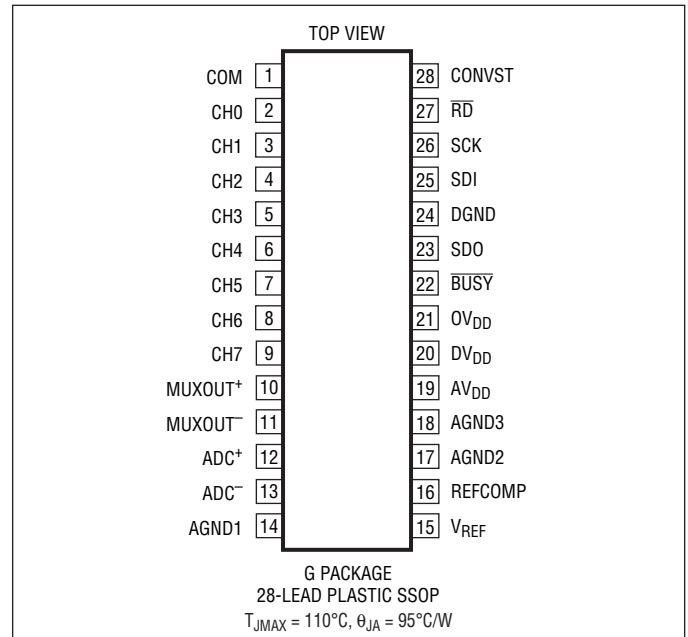 TOP VIEW
COM 1 28 CONVST
CH0 2 27 R̅D̅
CH1 3 26 SCK
CH2 4 25 SDI
CH3 5 24 DGND
CH4 6 23 SDO
CH5 7 22 B̅U̅S̅Y̅
CH6 8 21 OVDD
CH7 9 20 DVDD
MUXOUT⁺ 10 19 AVDD
MUXOUT⁻ 11 18 AGND3
ADC⁺ 12 17 AGND2
ADC⁻ 13 16 REFCOMP
AGND1 14 15 VREF
G PACKAGE
28-LEAD PLASTIC SSOP
TJMAX = 110°C, θJA = 95°C/W